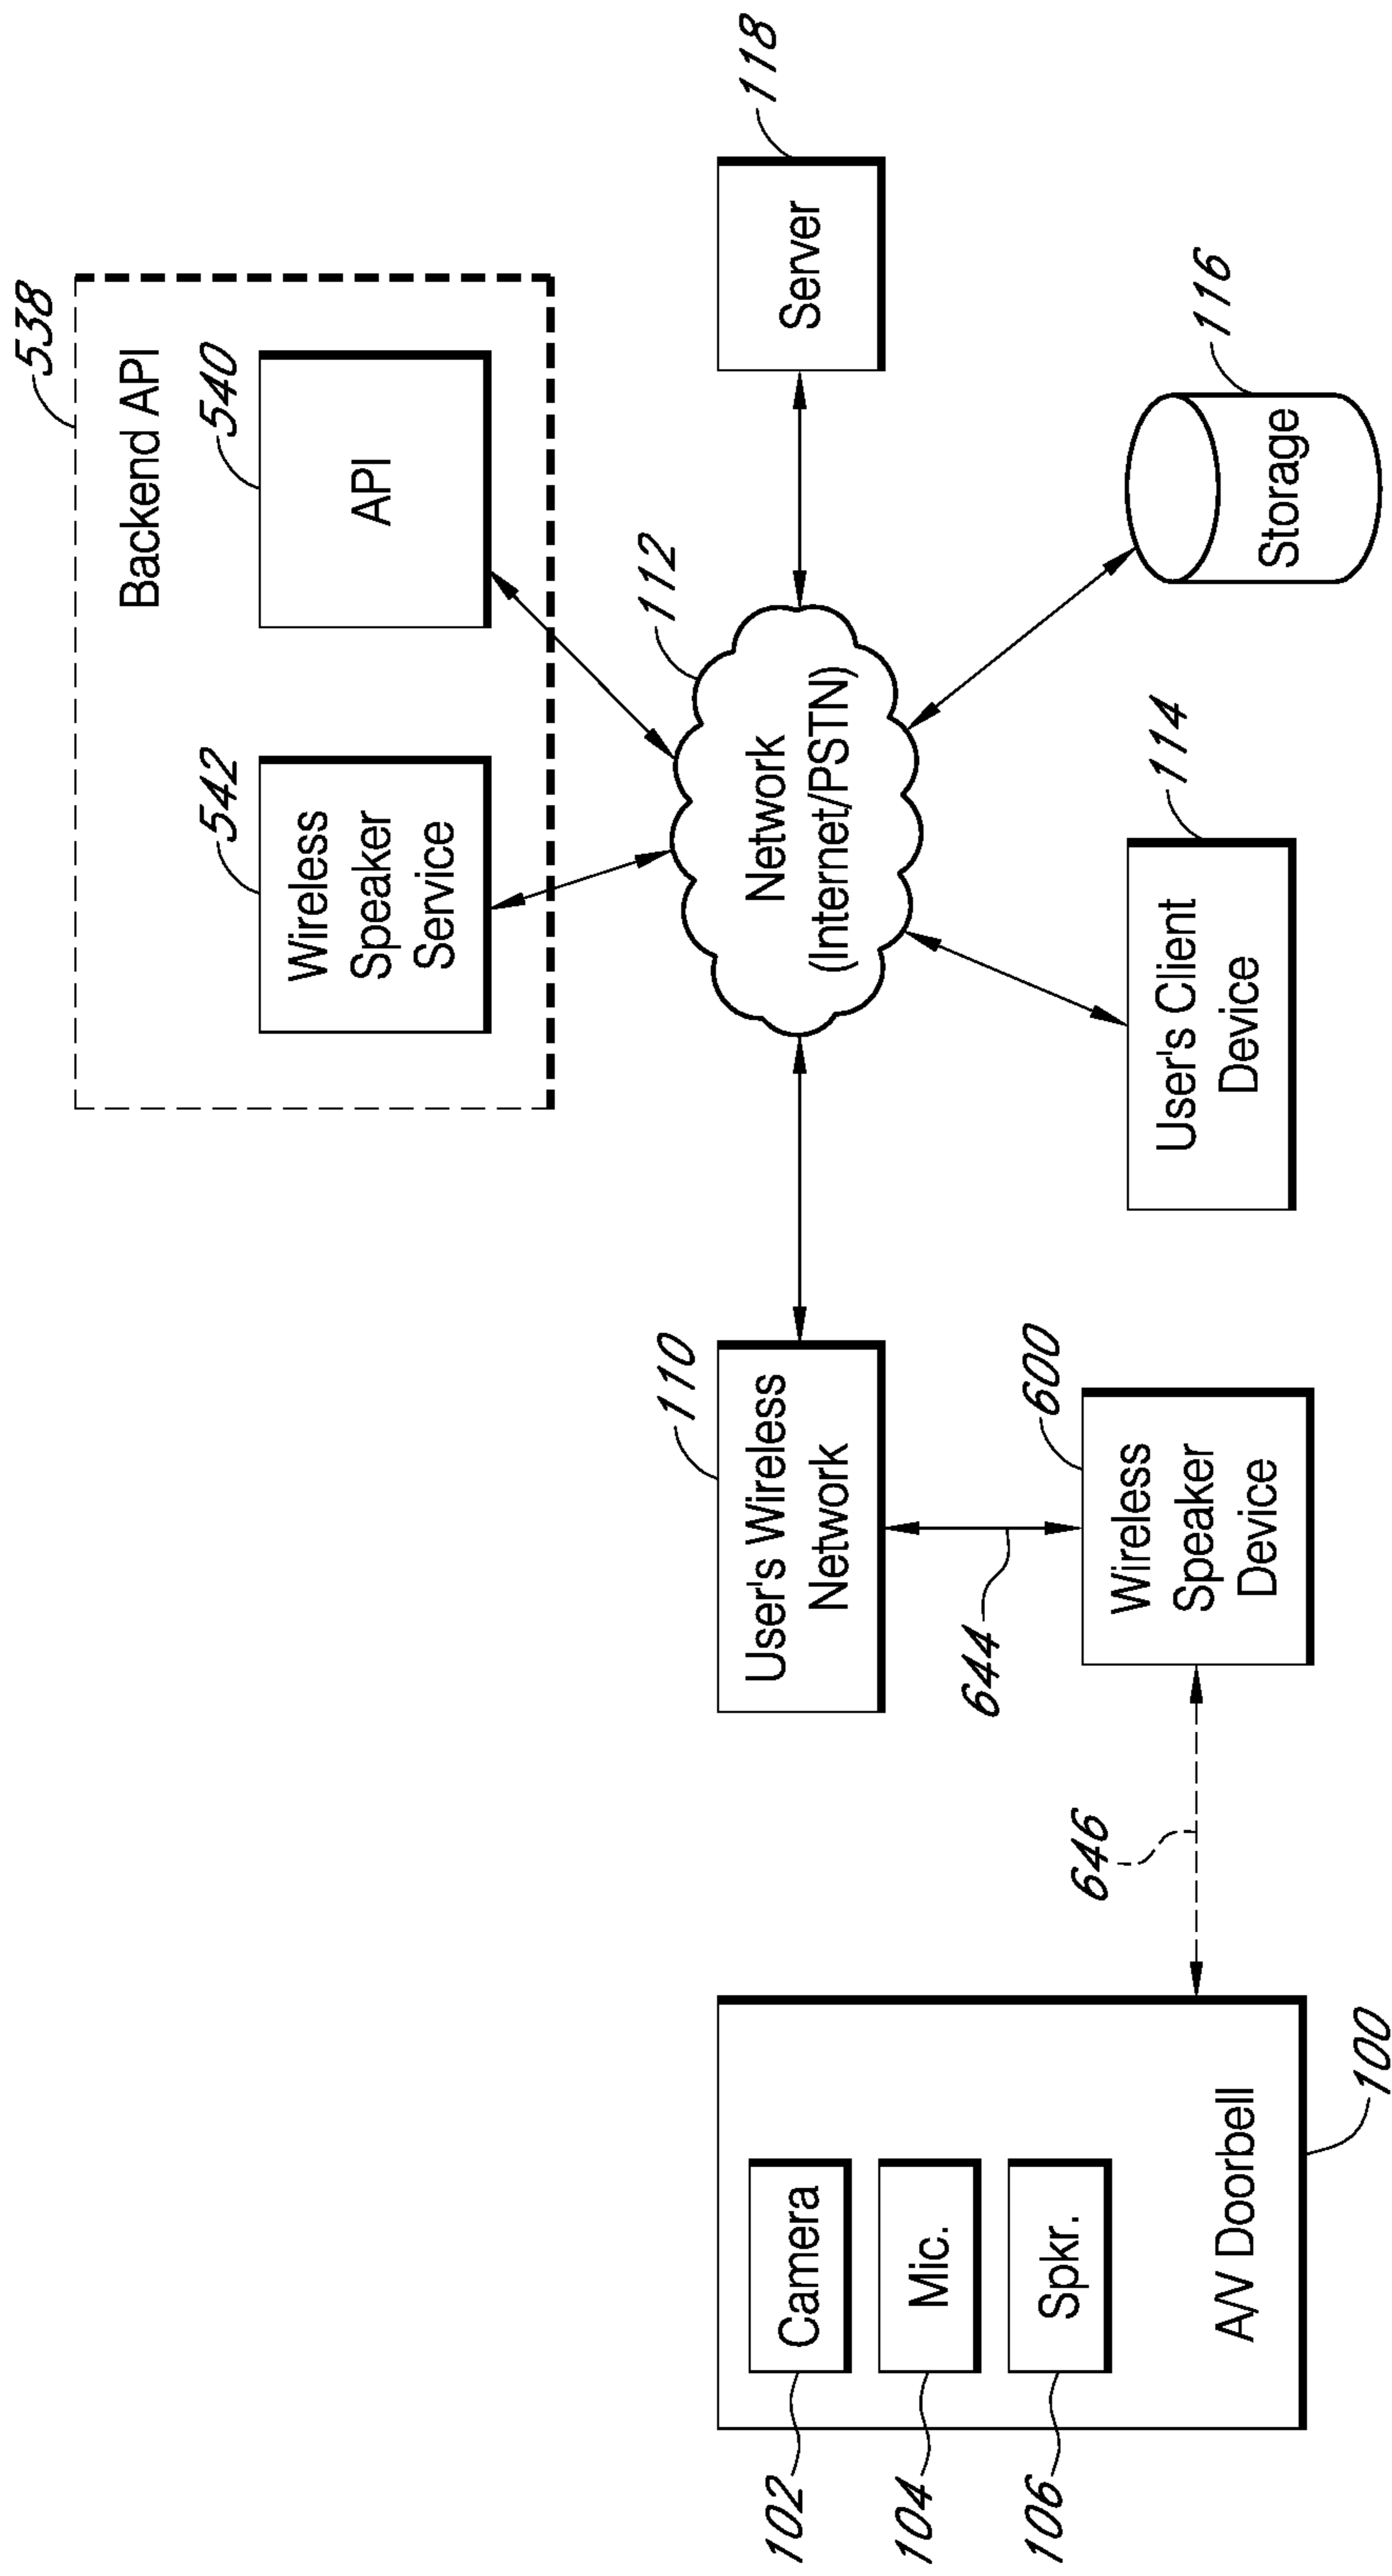 538
Backend API
542
Wireless
Speaker
Service
540
API
112
Network
(Internet/PSTN)
118
Server
110
User's Wireless
Network
644
600
Wireless
Speaker
Device
646
114
User's Client
Device
116
Storage
102
Camera
104
Mic.
106
Spkr.
A/V Doorbell
100